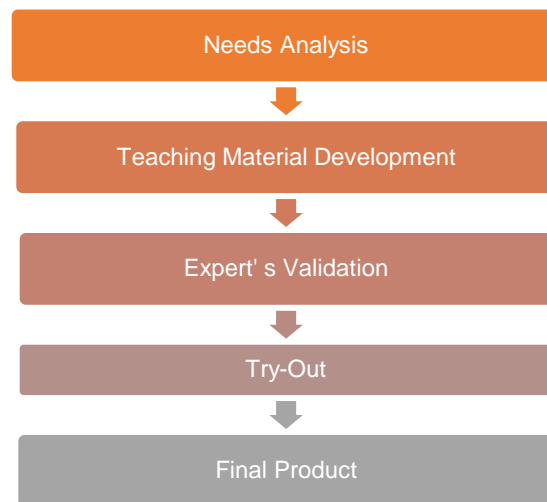 Needs Analysis
Teaching Material Development
Expert' s Validation
Try-Out
Final Product